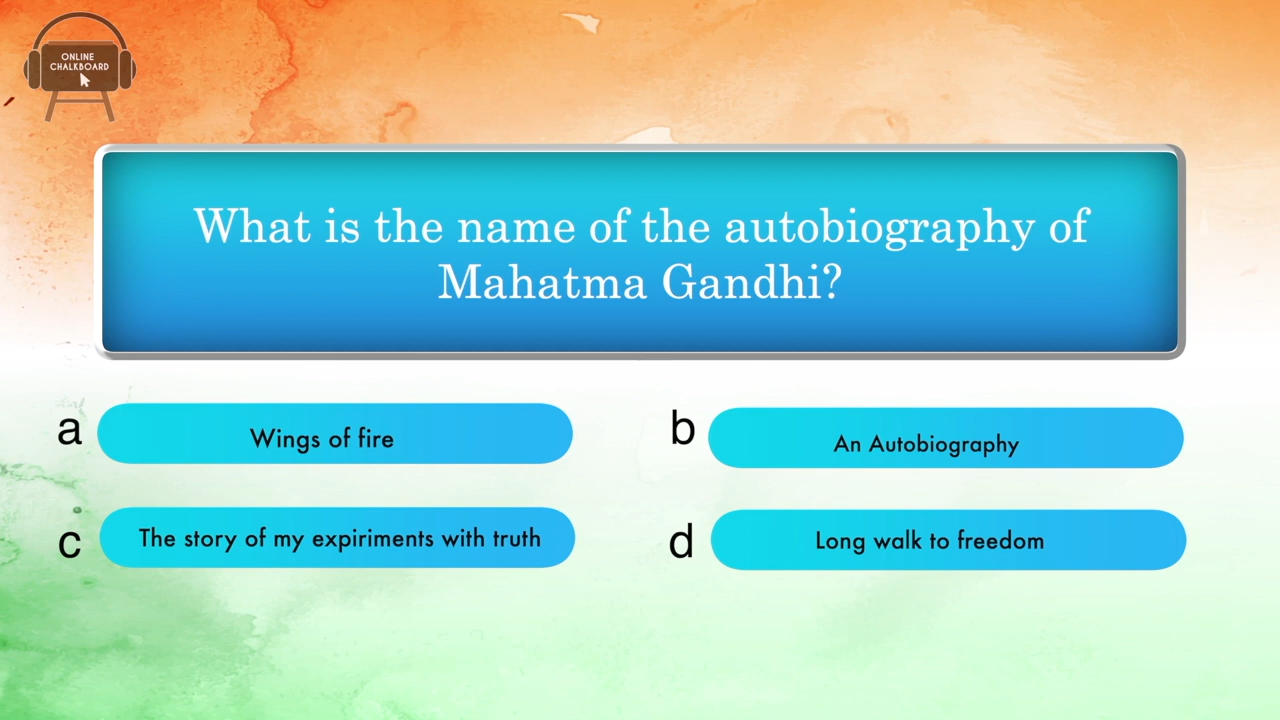 ONLINE
CHALKBOARD
What is the name of the autobiography of
Mahatma Gandhi?
a Wings of fire
b An Autobiography
c The story of my expiriments with truth
d Long walk to freedom